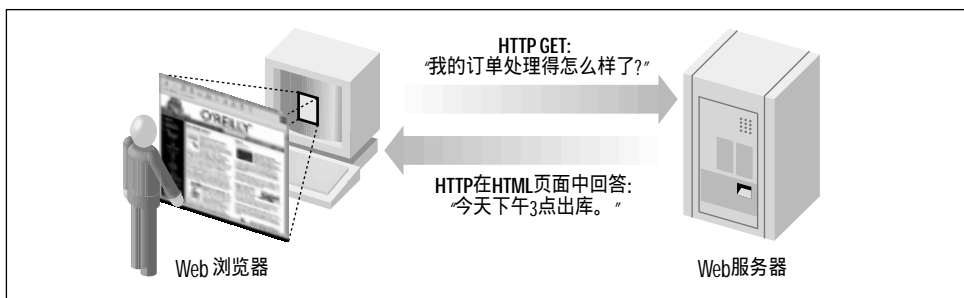 HTTP GET:
“我的订单处理得怎么样了?”
O'REILLY
HTTP在HTML页面中回答:
“今天下午3点出库。”
Web 浏览器
Web服务器